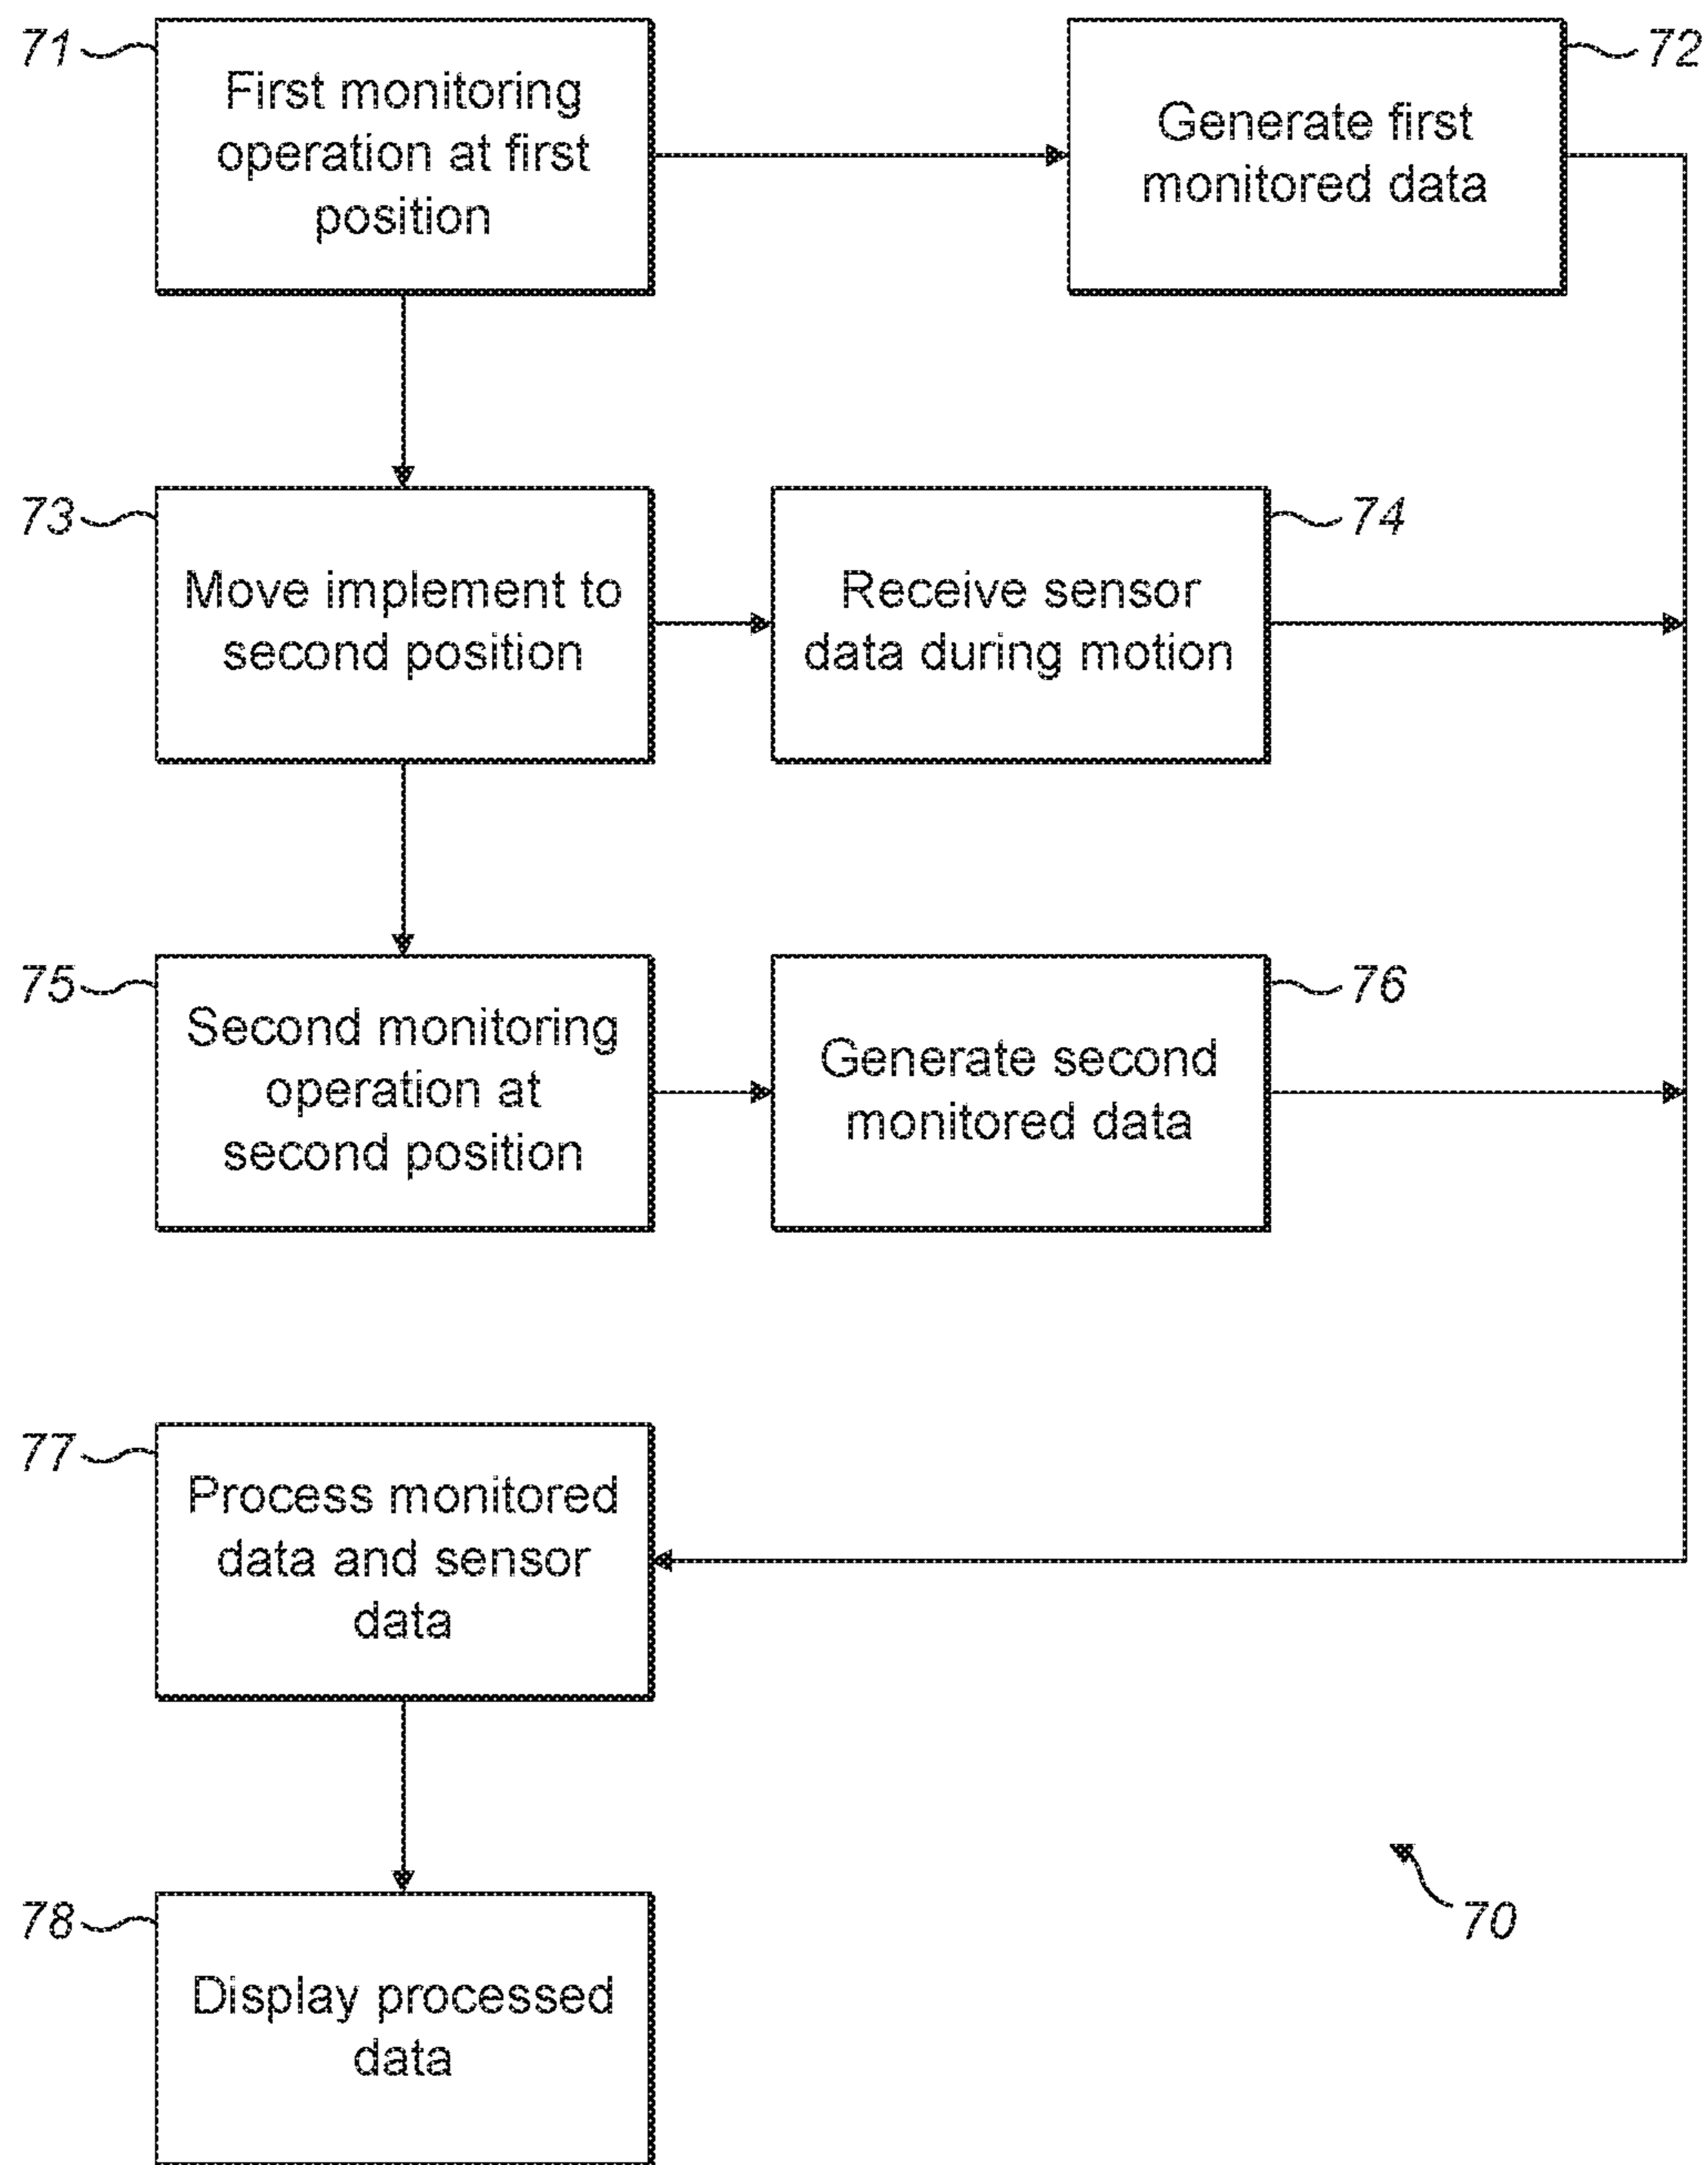 71
First monitoring
operation at first
position
72
Generate first
monitored data
73
Move implement to
second position
74
Receive sensor
data during motion
75
Second monitoring
operation at
second position
76
Generate second
monitored data
77
Process monitored
data and sensor
data
78
Display processed
data
70